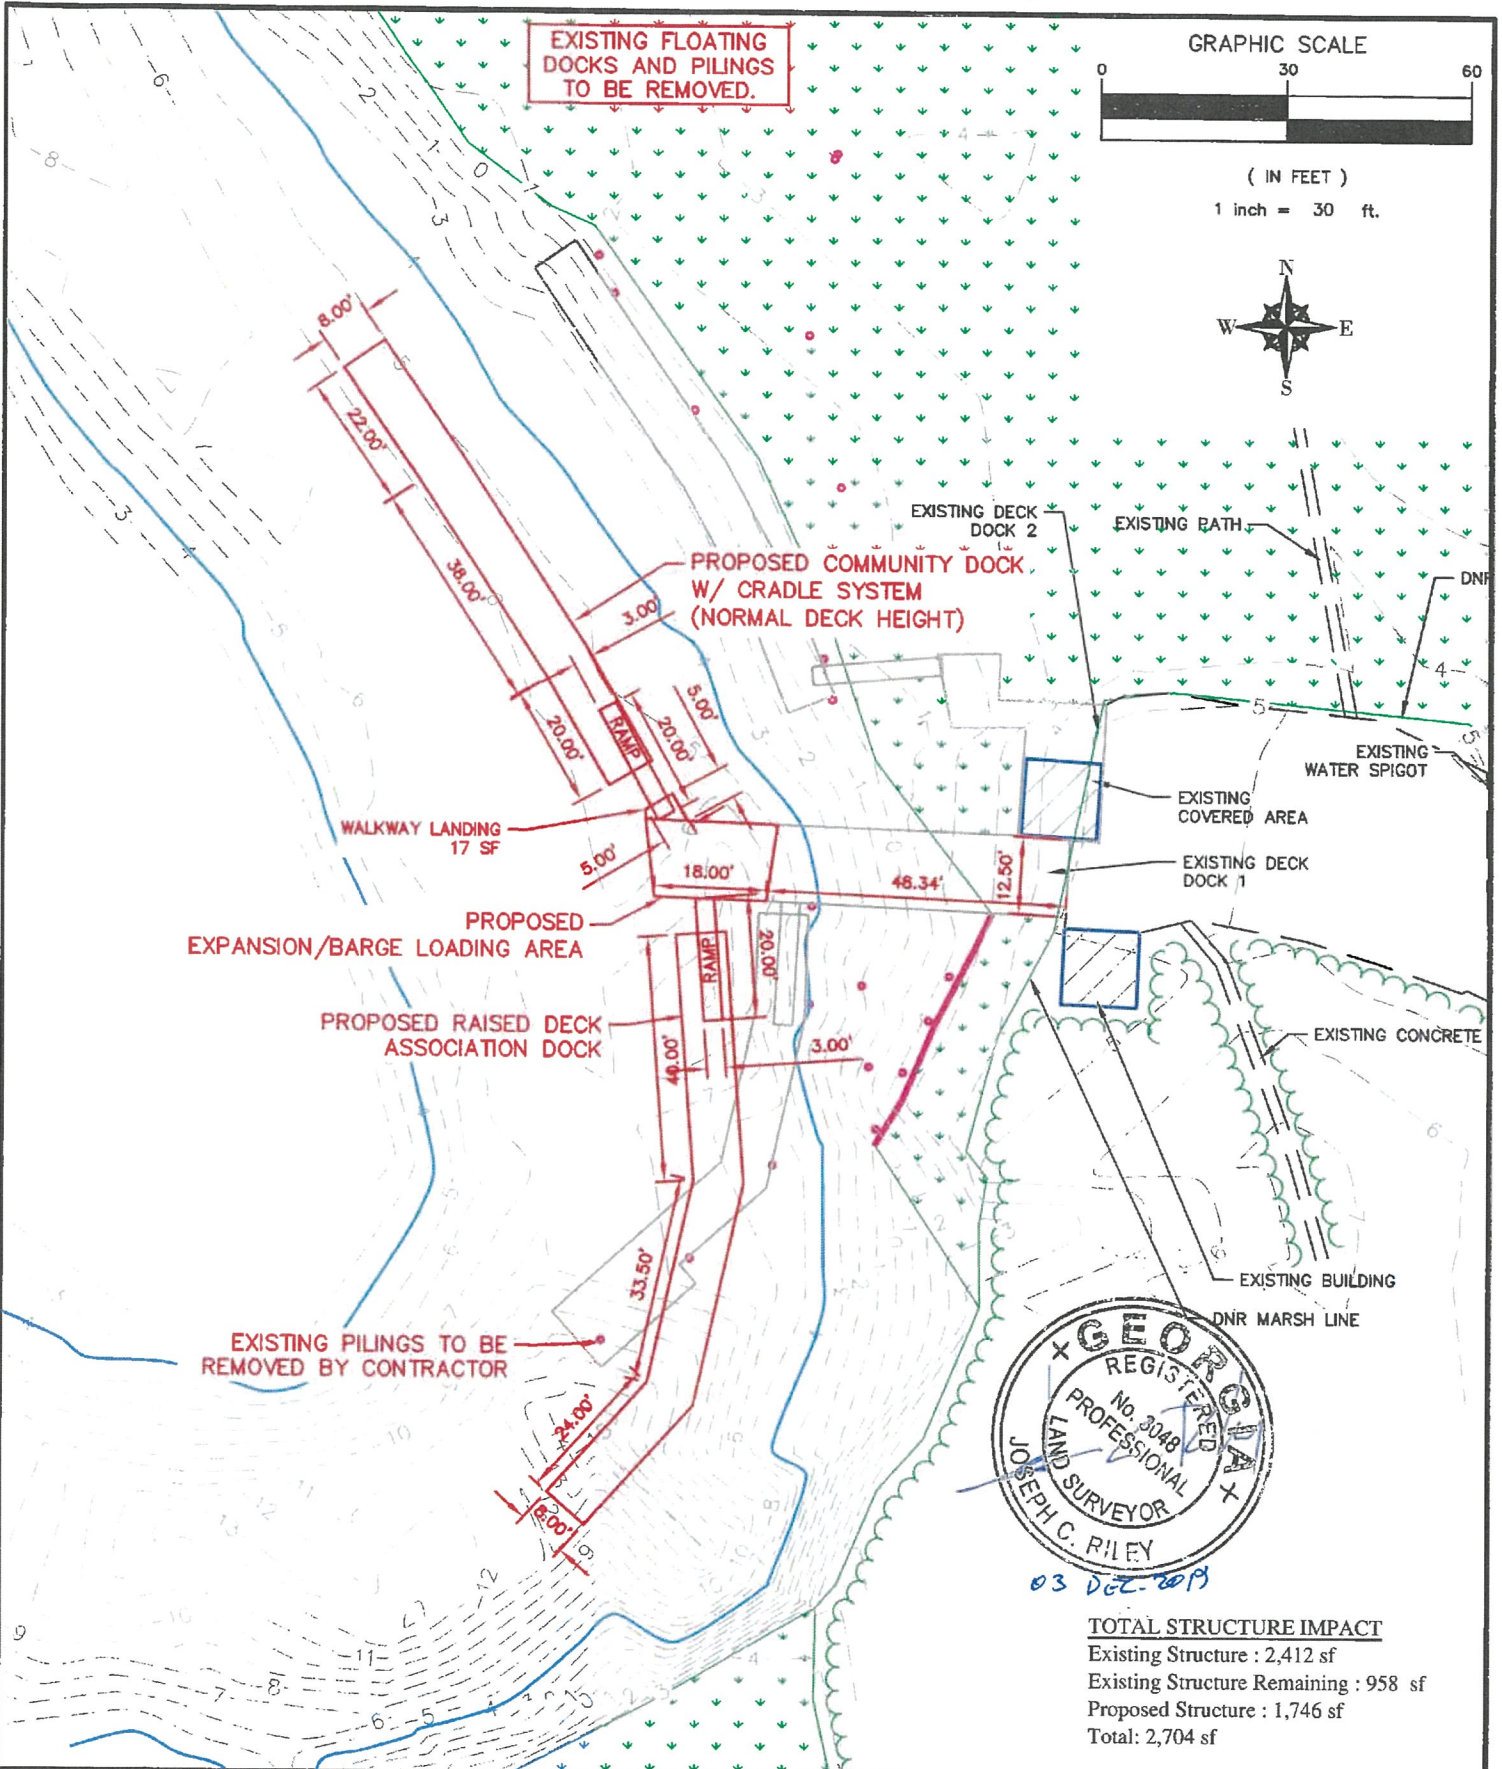 EXISTING FLOATING
DOCKS AND PILINGS
TO BE REMOVED.
GRAPHIC SCALE
0 30 60
( IN FEET )
1 inch = 30 ft.
N
W E
S
8.00'
22.00'
38.00'
20.00'
EXISTING DECK
DOCK 2
EXISTING PATH
PROPOSED COMMUNITY DOCK
W/ CRADLE SYSTEM
(NORMAL DECK HEIGHT)
3.00'
5.00'
20.00'
RAMP
EXISTING
WATER SPIGOT
EXISTING
COVERED AREA
WALKWAY LANDING
17 SF
5.00'
18.00'
48.34'
12.50'
EXISTING DECK
DOCK 1
PROPOSED
EXPANSION/BARGE LOADING AREA
RAMP
20.00'
PROPOSED RAISED DECK
ASSOCIATION DOCK
40.00'
3.00'
EXISTING CONCRETE
33.50'
EXISTING BUILDING
DNR MARSH LINE
EXISTING PILINGS TO BE
REMOVED BY CONTRACTOR
24.00'
8.00'
GEORGIA
REGISTERED
No. 3048
PROFESSIONAL
LAND SURVEYOR
JOSEPH C. RILEY
03 DEC. 2019
TOTAL STRUCTURE IMPACT
Existing Structure : 2,412 sf
Existing Structure Remaining : 958 sf
Proposed Structure : 1,746 sf
Total: 2,704 sf